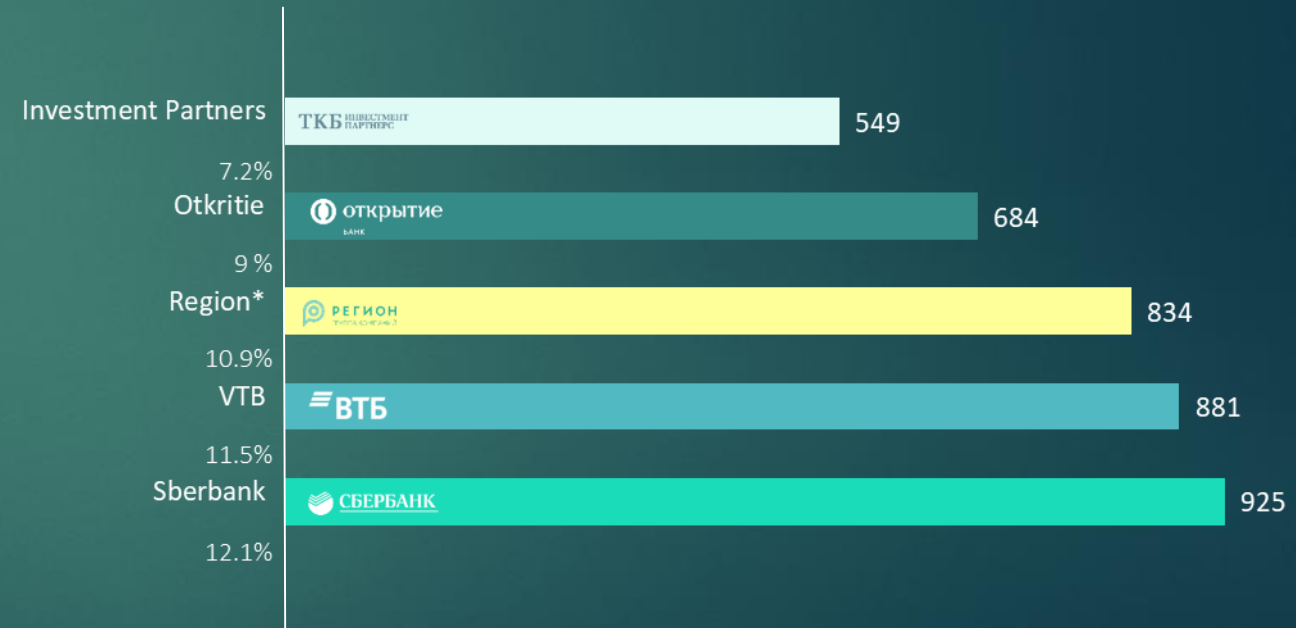 Investment Partners
ТКБ ИНВЕСТМЕНТ
ПАРТНЕРС
549
7.2%
Otkritie
открытие
БАНК
684
9 %
Region*
РЕГИОН
834
10.9%
VTB
ВТБ
881
11.5%
Sberbank
СБЕРБАНК
925
12.1%